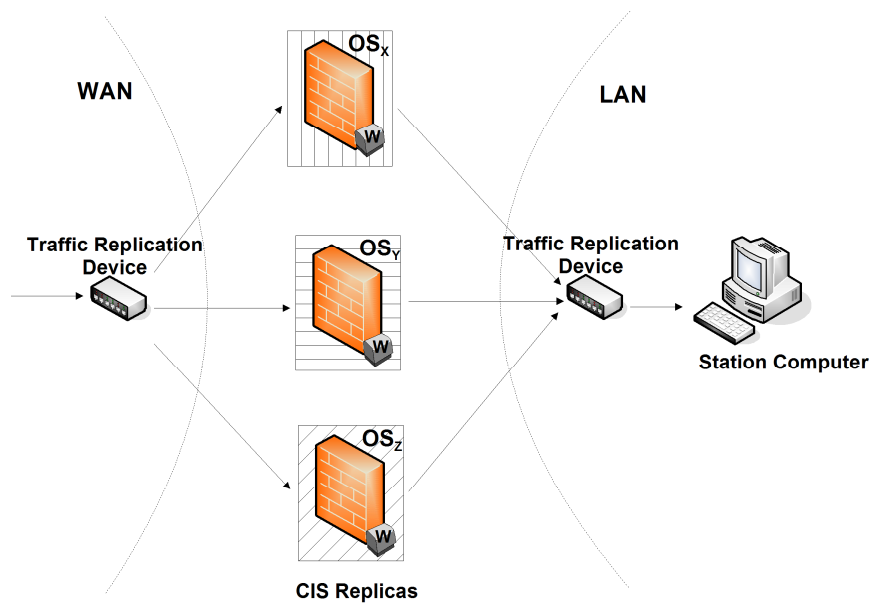 WAN
OSX
W
LAN
Traffic Replication
Device
OSY
W
Traffic Replication
Device
Station Computer
OSZ
W
CIS Replicas